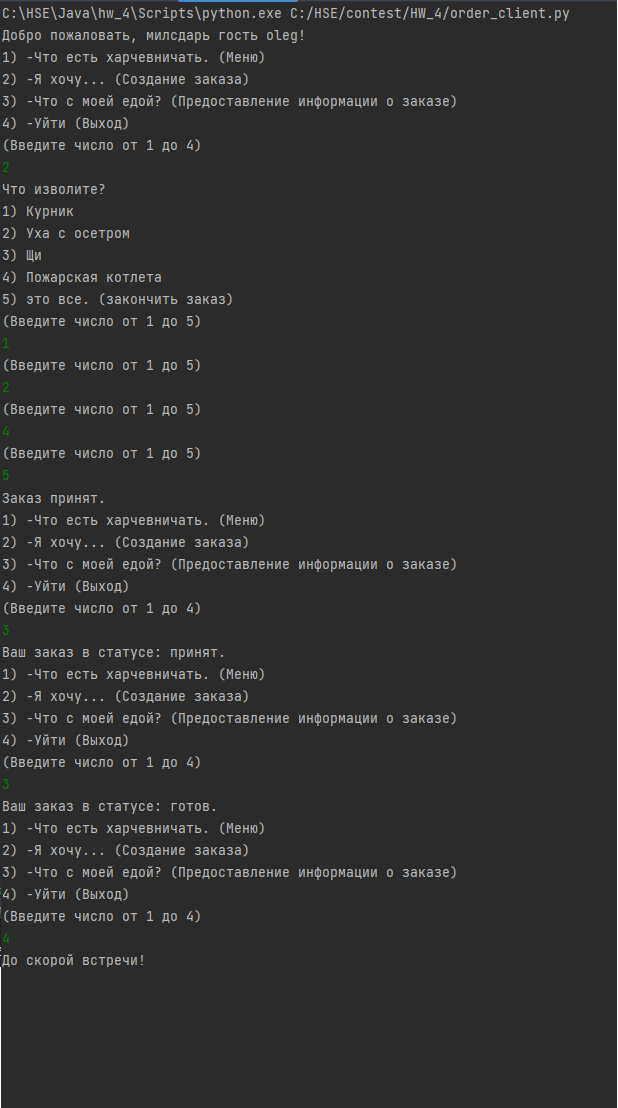 C:\HSE\Java\hw_4\Scripts\python.exe C:/HSE/contest/HW_4/order_client.py
Добро пожаловать, милсдарь гость oleg!
1) -Что есть харчевничать. (Меню)
2) -Я хочу... (Создание заказа)
3) -Что с моей едой? (Предоставление информации о заказе)
4) -Уйти (Выход)
(Введите число от 1 до 4)
2
Что изволите?
1) Курник
2) Уха с осетром
3) Щи
4) Пожарская котлета
5) это все. (закончить заказ)
(Введите число от 1 до 5)
1
(Введите число от 1 до 5)
2
(Введите число от 1 до 5)
4
(Введите число от 1 до 5)
5
Заказ принят.
1) -Что есть харчевничать. (Меню)
2) -Я хочу... (Создание заказа)
3) -Что с моей едой? (Предоставление информации о заказе)
4) -Уйти (Выход)
(Введите число от 1 до 4)
3
Ваш заказ в статусе: принят.
1) -Что есть харчевничать. (Меню)
2) -Я хочу... (Создание заказа)
3) -Что с моей едой? (Предоставление информации о заказе)
4) -Уйти (Выход)
(Введите число от 1 до 4)
3
Ваш заказ в статусе: готов.
1) -Что есть харчевничать. (Меню)
2) -Я хочу... (Создание заказа)
3) -Что с моей едой? (Предоставление информации о заказе)
4) -Уйти (Выход)
(Введите число от 1 до 4)
4
До скорой встречи!